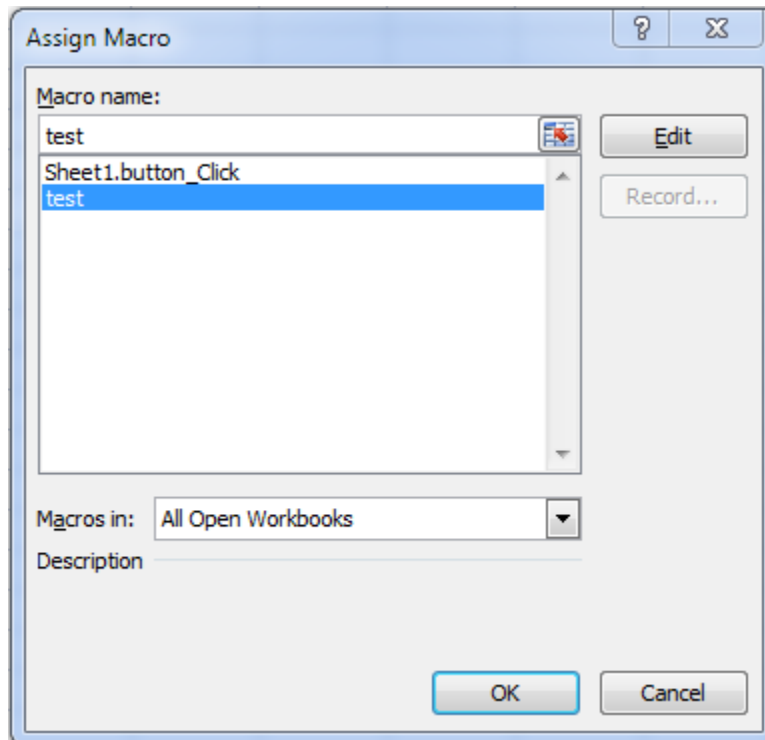 Assign Macro
?
Macro name:
test
Edit
Sheet1.button_Click
test
Record...
Macros in: All Open Workbooks
Description
OK
Cancel